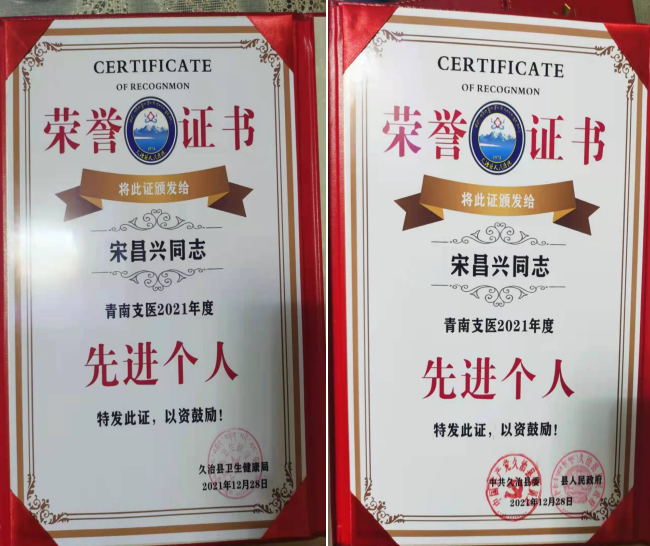 CERTIFICATE
OF RECOGNMON
荣誉证书
将此证颁发给
宋昌兴同志
青南支医2021年度
先进个人
特发此证，以资鼓励！
久治县卫生健康局
2021年12月28日
CERTIFICATE
OF RECOGNMON
荣誉证书
将此证颁发给
宋昌兴同志
青南支医2021年度
先进个人
特发此证，以资鼓励！
中共久治县委 县人民政府
2021年12月28日